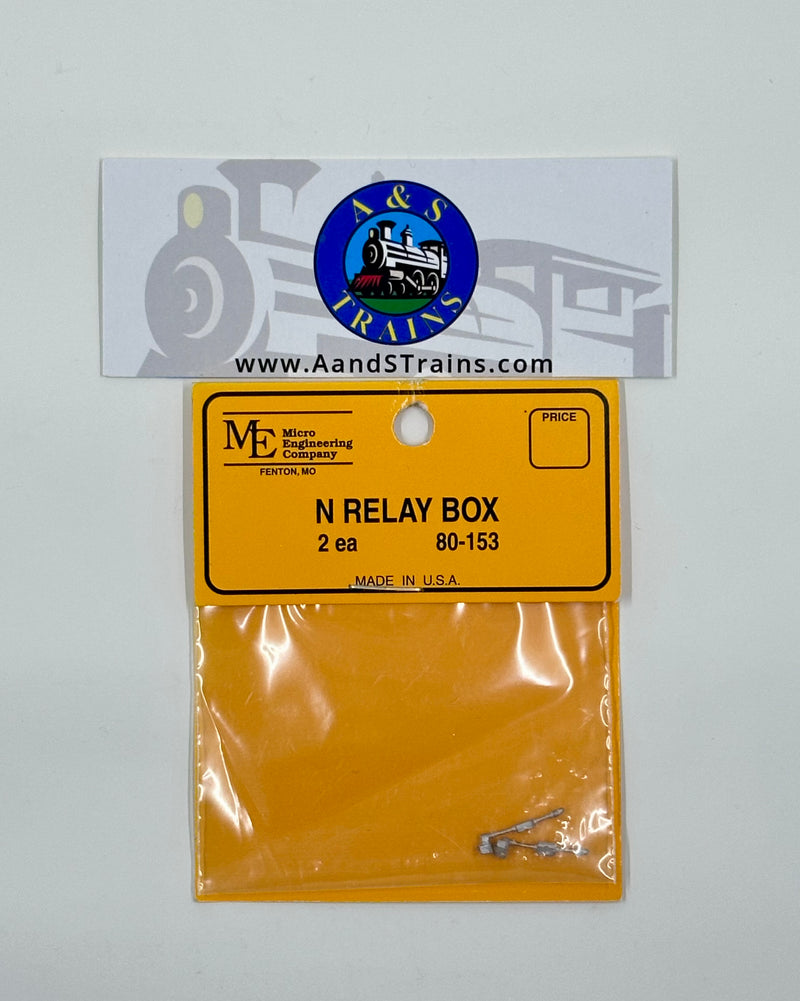 A & S
TRAINS
www.AandSTrains.com
ME Micro
Engineering
Company
FENTON, MO
PRICE
N RELAY BOX
2 ea 80-153
MADE IN U.S.A.